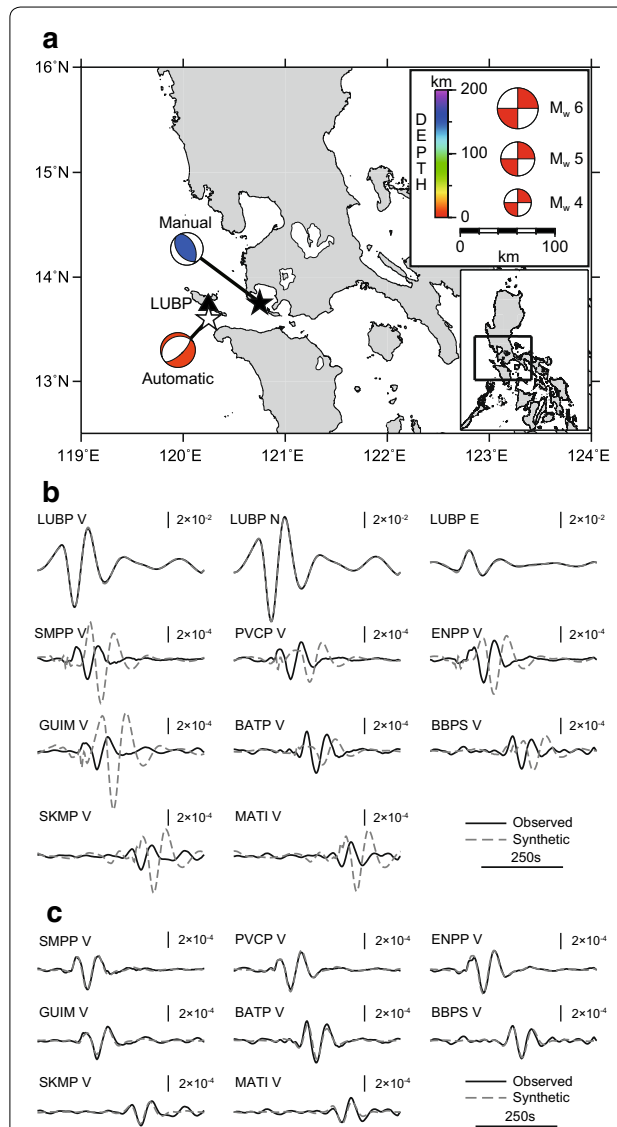 a
16°N
15°N
14°N
13°N
119°E 120°E 121°E 122°E 123°E 124°E
Manual
LUBP
Automatic
km
200
100
0
DEPTH
Mw 6
Mw 5
Mw 4
0 100
km
b
LUBP V 2×10-2 LUBP N 2×10-2 LUBP E 2×10-2
SMPP V 2×10-4 PVCP V 2×10-4 ENPP V 2×10-4
GUIM V 2×10-4 BATP V 2×10-4 BBPS V 2×10-4
SKMP V 2×10-4 MATI V 2×10-4
Observed
Synthetic
250s
c
SMPP V 2×10-4 PVCP V 2×10-4 ENPP V 2×10-4
GUIM V 2×10-4 BATP V 2×10-4 BBPS V 2×10-4
SKMP V 2×10-4 MATI V 2×10-4
Observed
Synthetic
250s